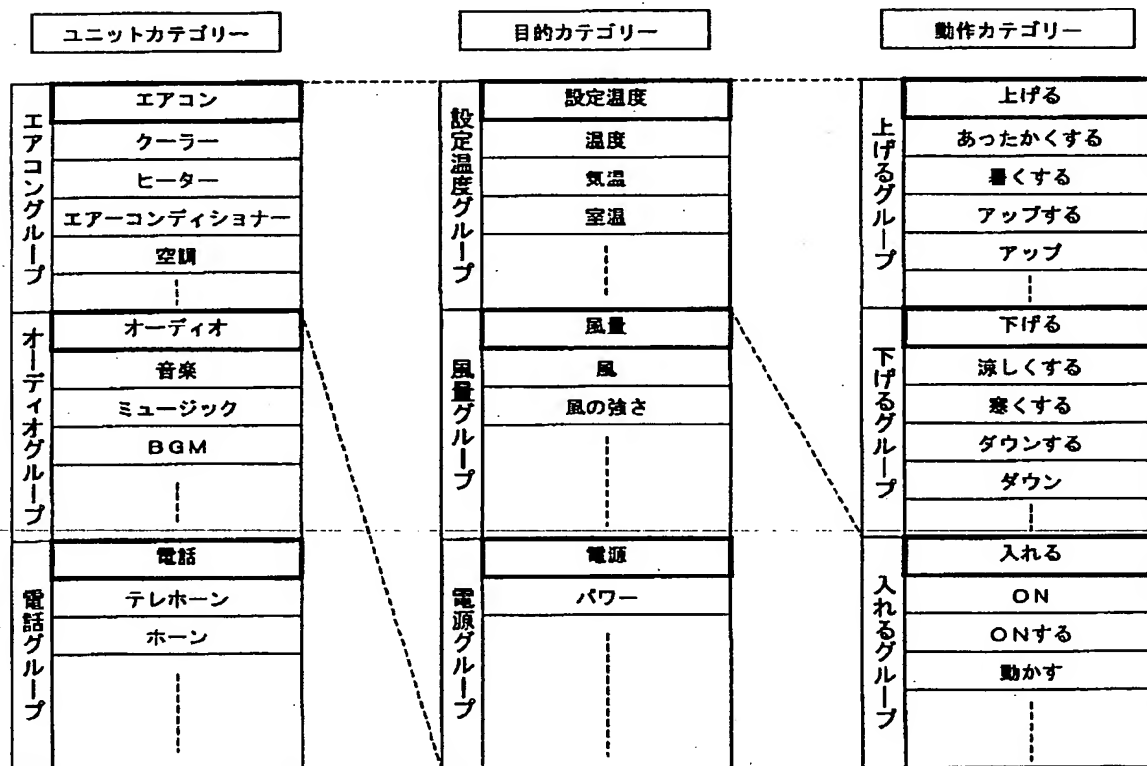 ユニットカテゴリー
目的カテゴリー
動作カテゴリー
エアコングループ
エアコン
クーラー
ヒーター
エアーコンディショナー
空調
オーディオグループ
オーディオ
音楽
ミュージック
BGM
電話グループ
電話
テレホーン
ホーン
設定温度グループ
設定温度
温度
気温
室温
風量グループ
風量
風
風の強さ
電源グループ
電源
パワー
上げるグループ
上げる
あったかくする
暑くする
アップする
アップ
下げるグループ
下げる
涼しくする
寒くする
ダウンする
ダウン
入れるグループ
入れる
ON
ONする
動かす